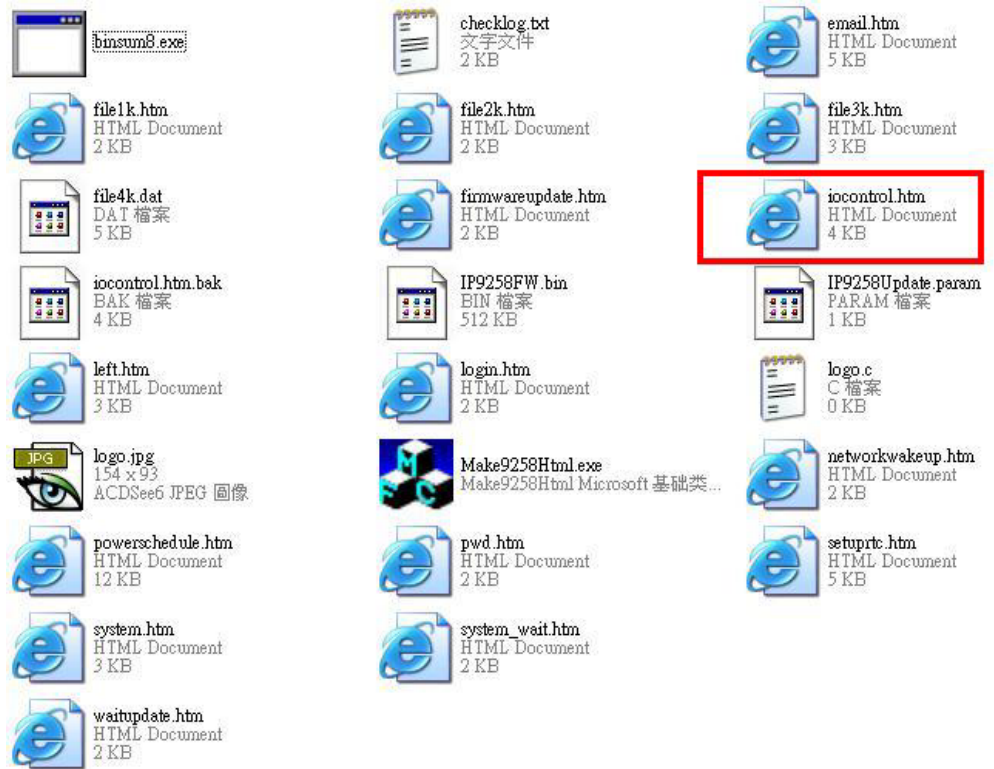 binsum8.exe
checklog.txt
文字文件
2 KB
email.htm
HTML Document
5 KB
file1k.htm
HTML Document
2 KB
file2k.htm
HTML Document
2 KB
file3k.htm
HTML Document
3 KB
file4k.dat
DAT 檔案
5 KB
firmwareupdate.htm
HTML Document
2 KB
iocontrol.htm
HTML Document
4 KB
iocontrol.htm.bak
BAK 檔案
4 KB
IP9258FW.bin
BIN 檔案
512 KB
IP9258Update.param
PARAM 檔案
1 KB
left.htm
HTML Document
3 KB
login.htm
HTML Document
2 KB
logo.c
C 檔案
0 KB
JPG
logo.jpg
154 x 93
ACDSee6 JPEG 圖像
M
F
C
Make9258Html.exe
Make9258Html Microsoft 基础类...
networkwakeup.htm
HTML Document
2 KB
powerschedule.htm
HTML Document
12 KB
pwd.htm
HTML Document
2 KB
setuprtc.htm
HTML Document
5 KB
system.htm
HTML Document
3 KB
system_wait.htm
HTML Document
2 KB
waitupdate.htm
HTML Document
2 KB